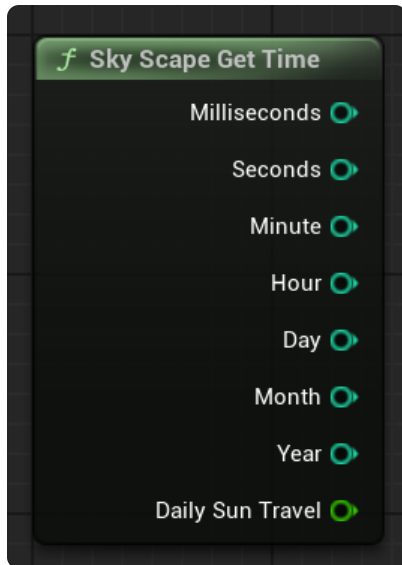 f Sky Scape Get Time
Milliseconds
Seconds
Minute
Hour
Day
Month
Year
Daily Sun Travel